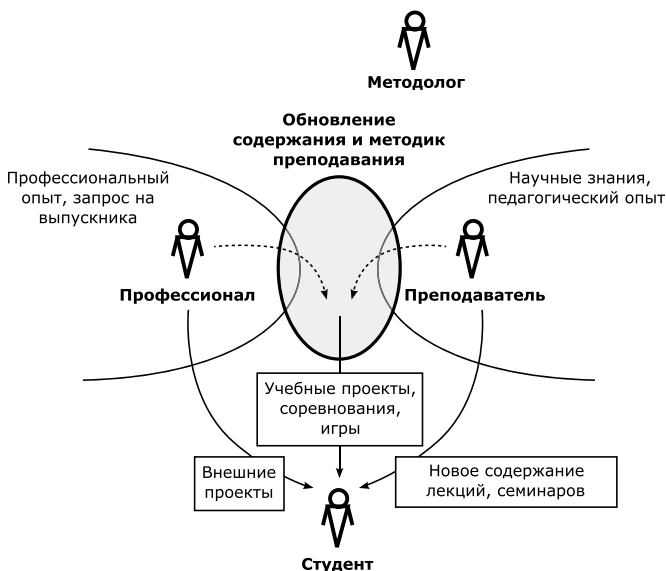 Методолог
Обновление
содержания и методик
преподавания
Профессиональный
опыт, запрос на
выпускника
Научные знания,
педагогический опыт
Профессионал
Преподаватель
Учебные проекты,
соревнования,
игры
Внешние
проекты
Новое содержание
лекций, семинаров
Студент